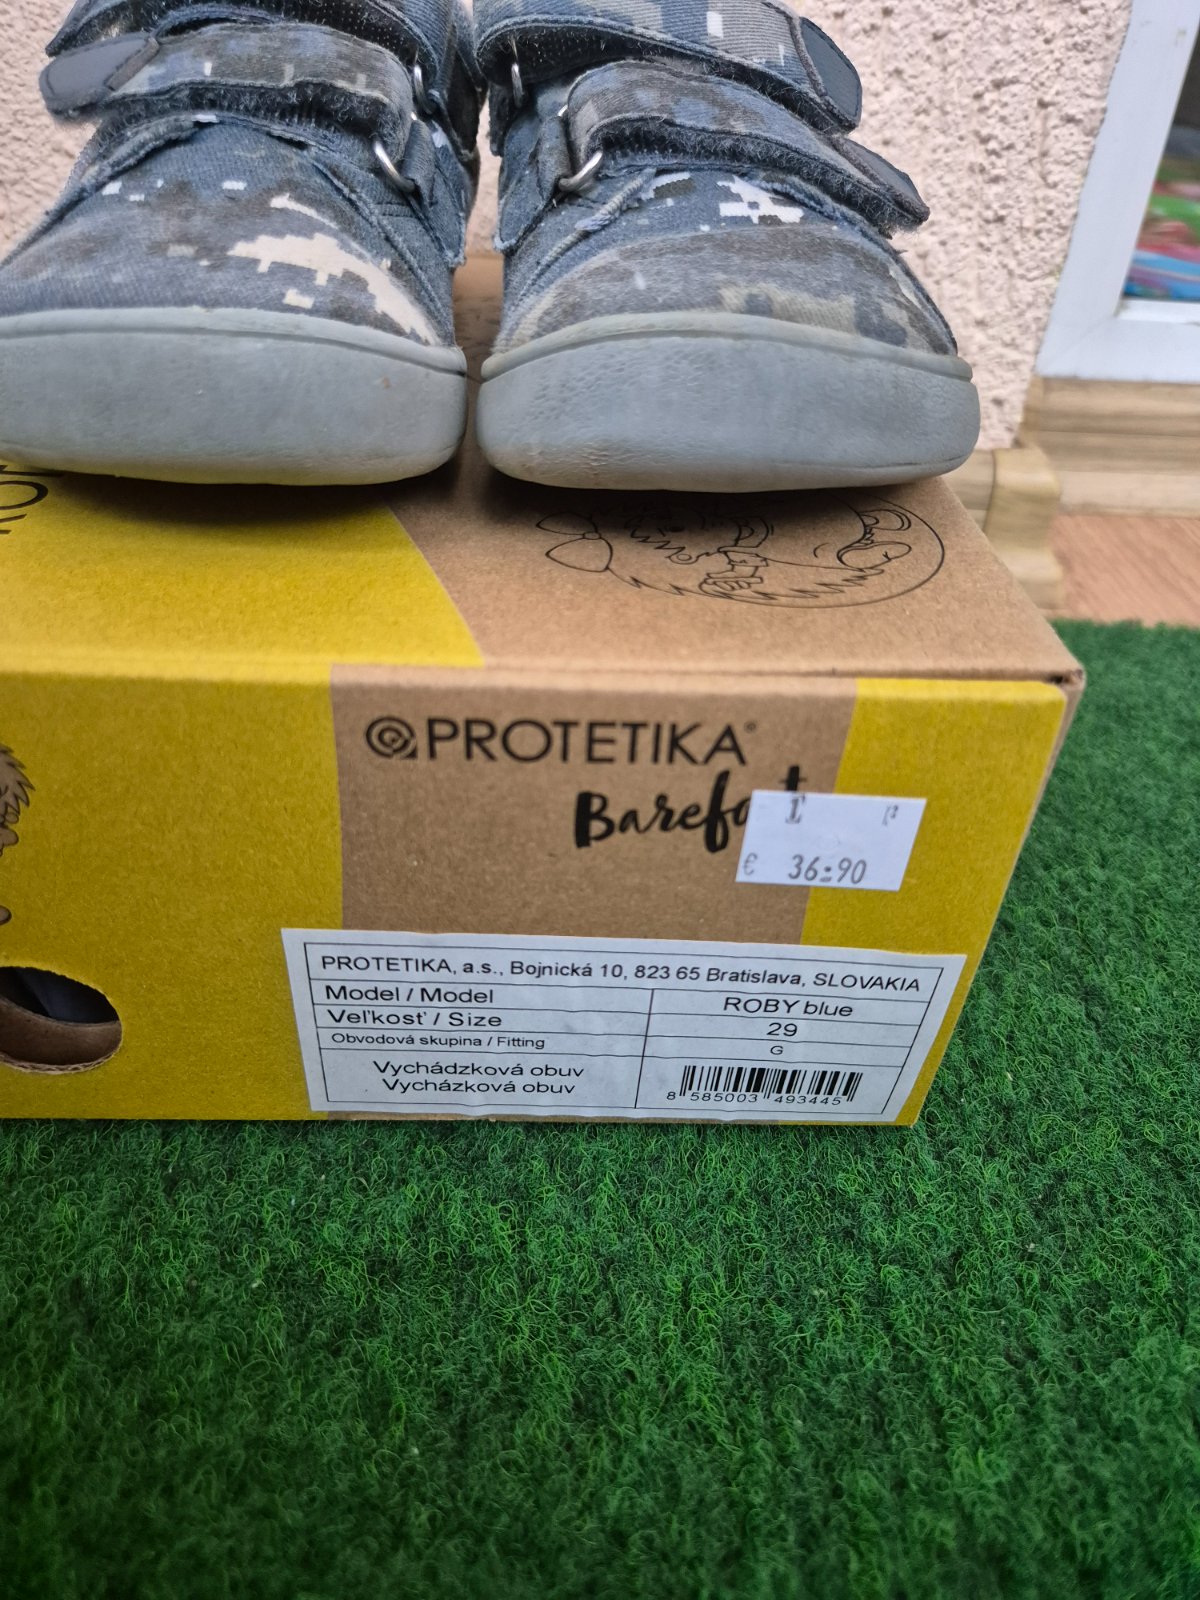 PROTETIKA®
Barefoot
I
€ 36:90
PROTETIKA, a.s., Bojnická 10, 823 65 Bratislava, SLOVAKIA
Model / Model ROBY blue
Veľkosť / Size 29
Obvodová skupina / Fitting G
Vychádzková obuv
Vycházková obuv
8 585003 493445